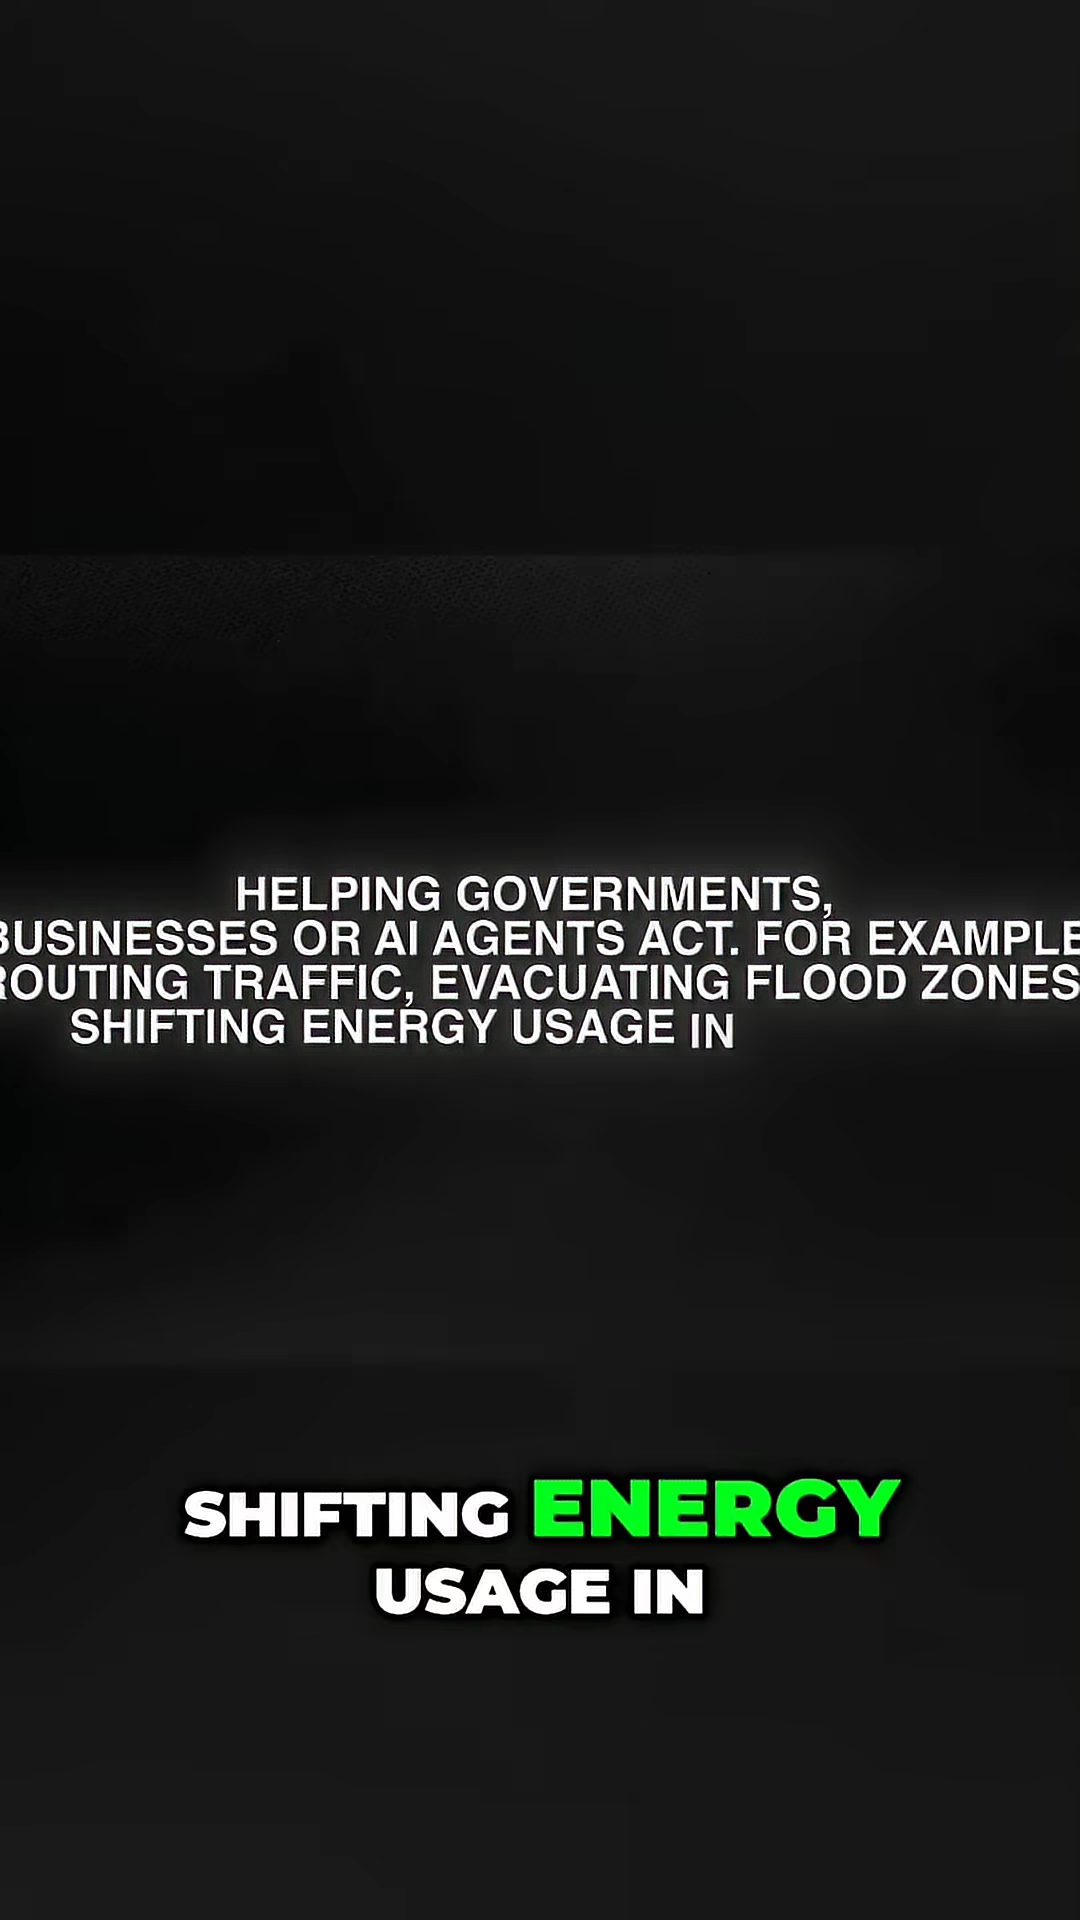 HELPING GOVERNMENTS,
BUSINESSES OR AI AGENTS ACT. FOR EXAMPLE
ROUTING TRAFFIC, EVACUATING FLOOD ZONES
SHIFTING ENERGY USAGE IN
SHIFTING ENERGY
USAGE IN